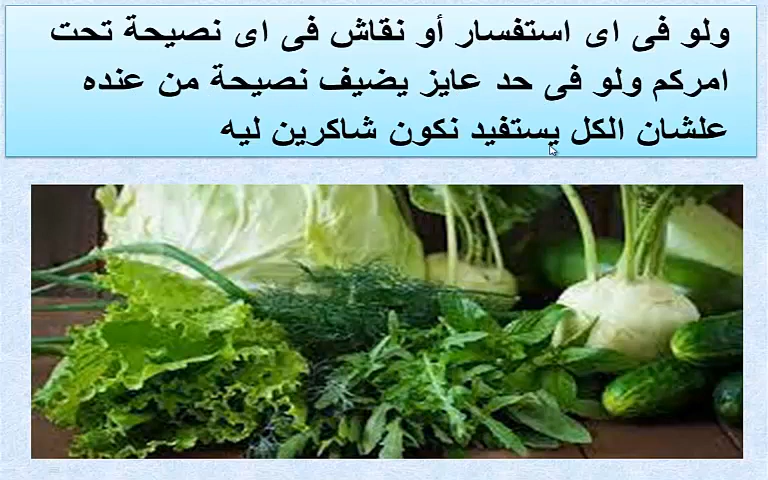 ولو فى اى استفسار أو نقاش فى اى نصيحة تحت
امركم ولو فى حد عايز يضيف نصيحة من عنده
علشان الكل يستفيد نكون شاكرين ليه